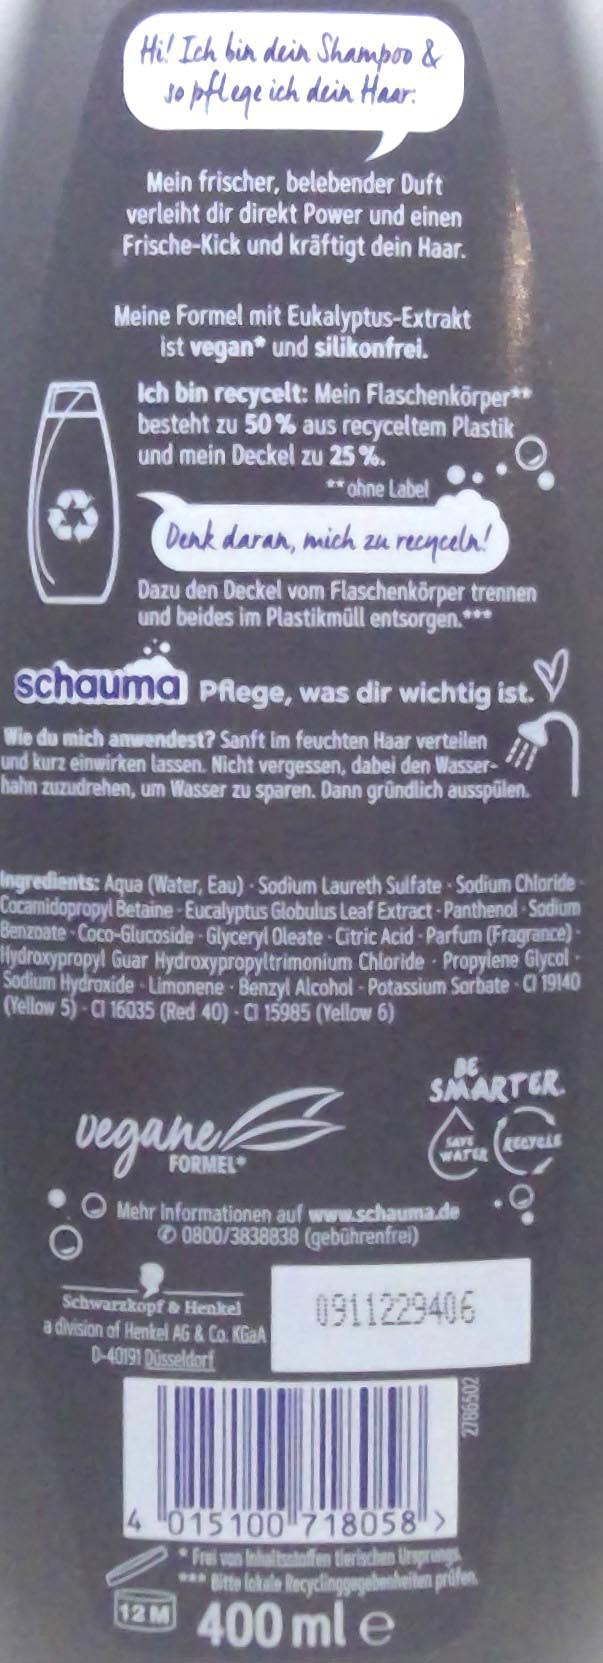 Hi! Ich bin dein Shampoo &
so pflege ich dein Haar:
Mein frischer, belebender Duft
verleiht dir direkt Power und einen
Frische-Kick und kräftigt dein Haar.
Meine Formel mit Eukalyptus-Extrakt
ist vegan* und silikonfrei.
Ich bin recycelt: Mein Flaschenkörper**
besteht zu 50 % aus recyceltem Plastik
und mein Deckel zu 25 %.
** ohne Label
Denk daran, mich zu recyceln!
Dazu den Deckel vom Flaschenkörper trennen
und beides im Plastikmüll entsorgen.***
schauma Pflege, was dir wichtig ist.
Wie du mich anwendest? Sanft im feuchten Haar verteilen
und kurz einwirken lassen. Nicht vergessen, dabei den Wasser-
hahn zuzudrehen, um Wasser zu sparen. Dann gründlich ausspülen.
Ingredients: Aqua (Water, Eau) · Sodium Laureth Sulfate · Sodium Chloride ·
Cocamidopropyl Betaine · Eucalyptus Globulus Leaf Extract · Panthenol · Sodium
Benzoate · Coco-Glucoside · Glyceryl Oleate · Citric Acid · Parfum (Fragrance) ·
Hydroxypropyl Guar Hydroxypropyltrimonium Chloride · Propylene Glycol ·
Sodium Hydroxide · Limonene · Benzyl Alcohol · Potassium Sorbate · CI 19140
(Yellow 5) · CI 16035 (Red 40) · CI 15985 (Yellow 6)
BE
SMARTER.
SAVE
WATER
RECYCLE
vegane
FORMEL*
Mehr Informationen auf www.schauma.de
✆ 0800/3838838 (gebührenfrei)
Schwarzkopf & Henkel
a division of Henkel AG & Co. KGaA
D-40191 Düsseldorf
0911229406
2786502
4 015100 718058 >
* Frei von Inhaltsstoffen tierischen Ursprungs
*** Bitte lokale Recyclinggegebenheiten prüfen.
12 M
400 ml e